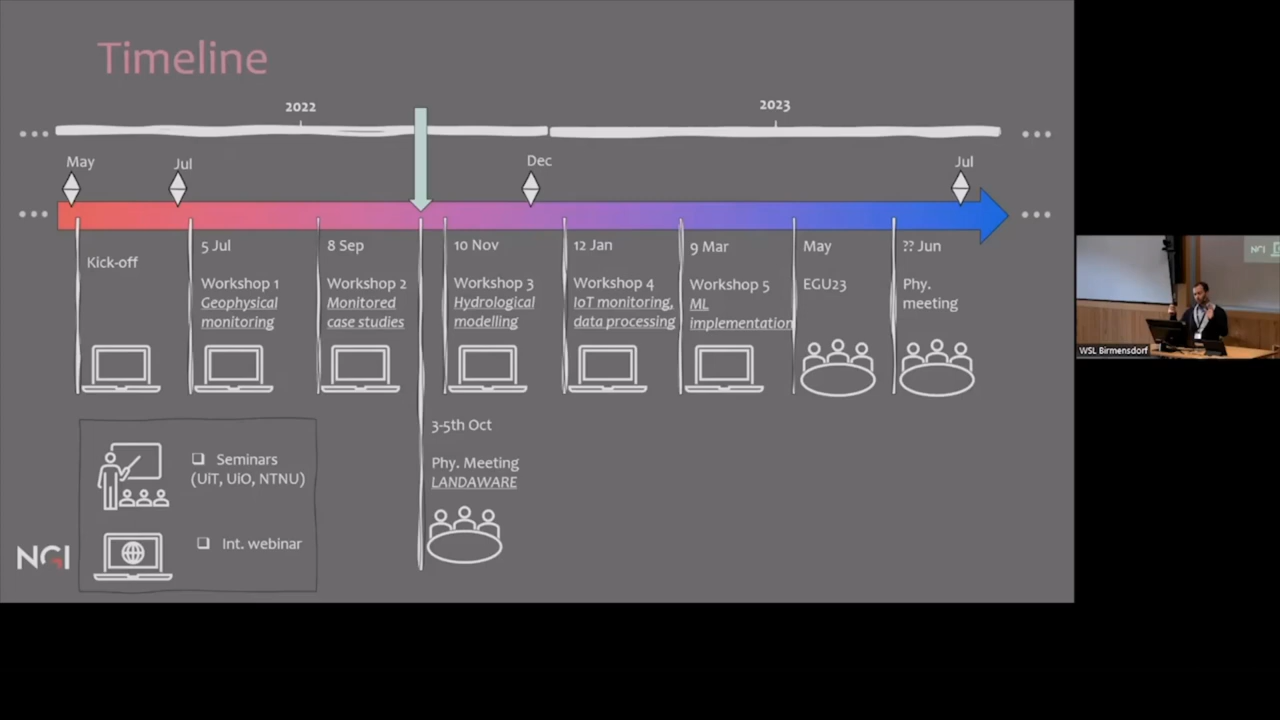 Timeline
2022
2023
May
Jul
Dec
Jul
Kick-off
5 Jul
Workshop 1
Geophysical
monitoring
8 Sep
Workshop 2
Monitored
case studies
10 Nov
Workshop 3
Hydrological
modelling
12 Jan
Workshop 4
IoT monitoring,
data processing
9 Mar
Workshop 5
ML
implementation
May
EGU23
?? Jun
Phy.
meeting
3-5th Oct
Phy. Meeting
LANDAWARE
Seminars
(UiT, UiO, NTNU)
Int. webinar
NGI
NGI
WSL Birmensdorf